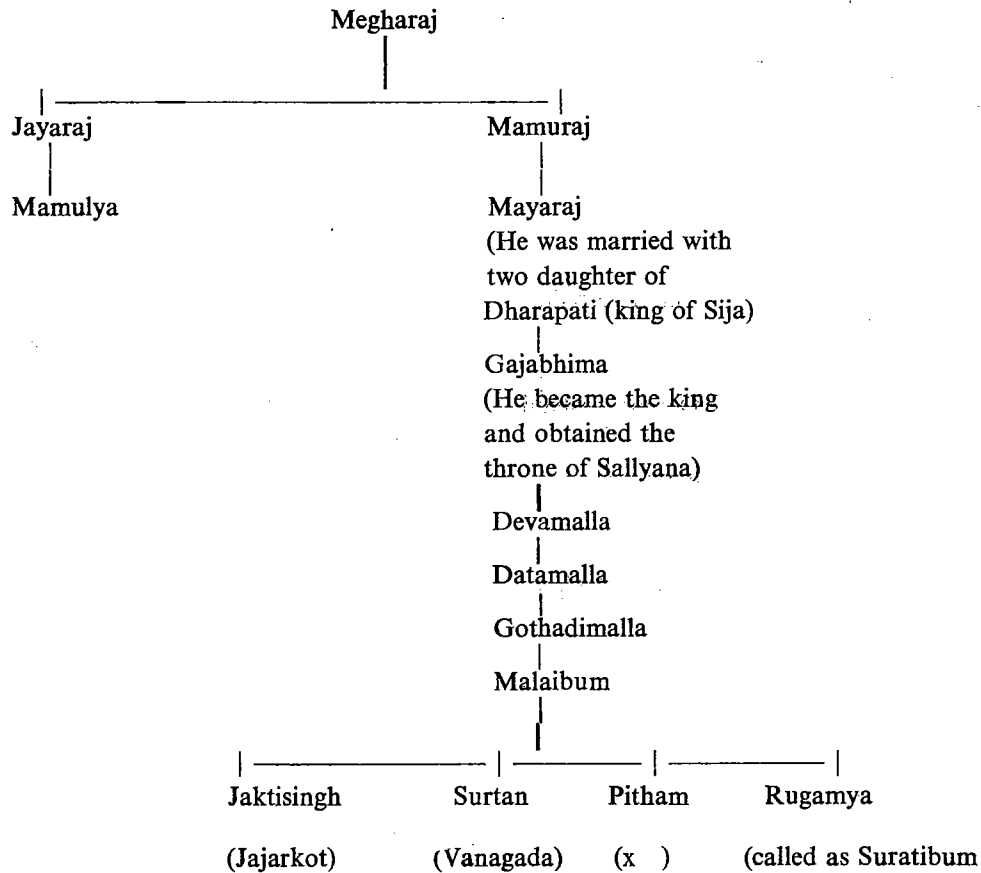 Megharaj
Jayaraj Mamuraj
Mamulya Mayaraj
(He was married with
two daughter of
Dharapati (king of Sija)
Gajabhima
(He became the king
and obtained the
throne of Sallyana)
Devamalla
Datamalla
Gothadimalla
Malaibum
Jaktisingh Surtan Pitham Rugamya
(Jajarkot) (Vanagada) (x ) (called as Suratibum